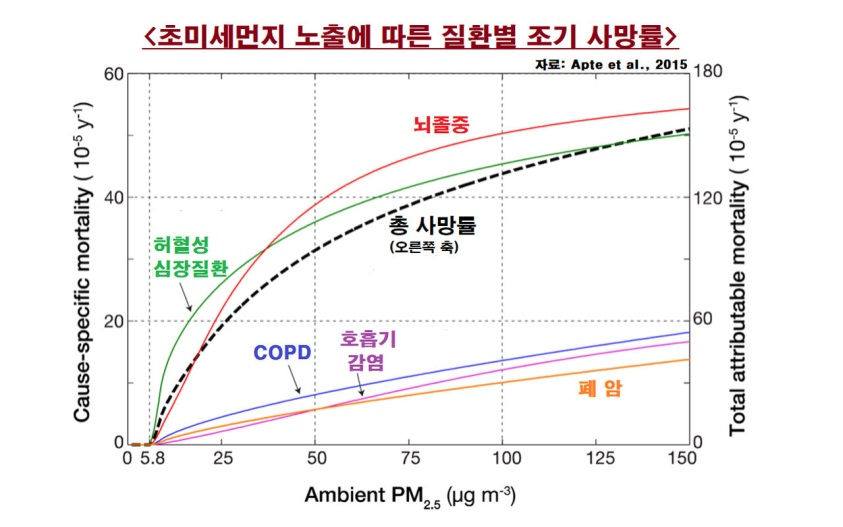 <초미세먼지 노출에 따른 질환별 조기 사망률>
자료: Apte et al., 2015
60
40
20
0
Cause-specific mortality ( 10⁻⁵ y⁻¹)
180
120
60
0
Total attributable mortality ( 10⁻⁵ y⁻¹)
뇌졸중
허혈성
심장질환
총 사망률
(오른쪽 축)
COPD
호흡기
감염
폐 암
0 5.8 25 50 75 100 125 150
Ambient PM₂.₅ (µg m⁻³)